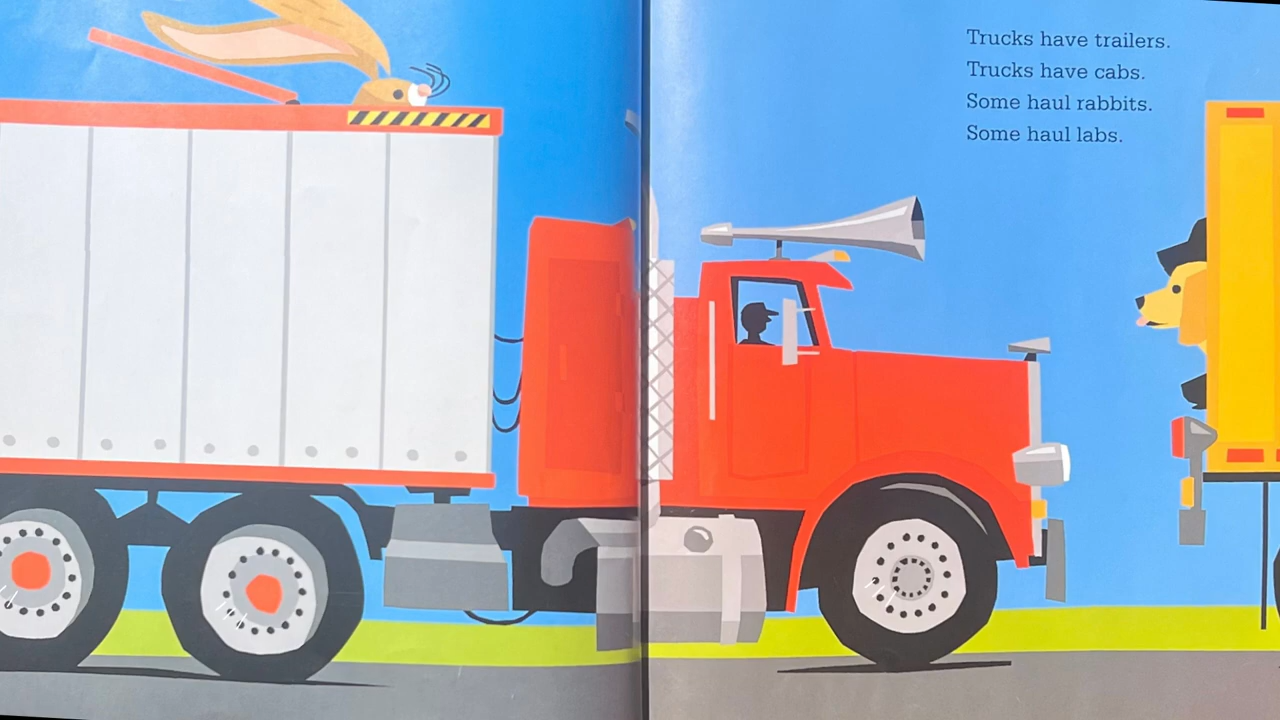 Trucks have trailers.
Trucks have cabs.
Some haul rabbits.
Some haul labs.